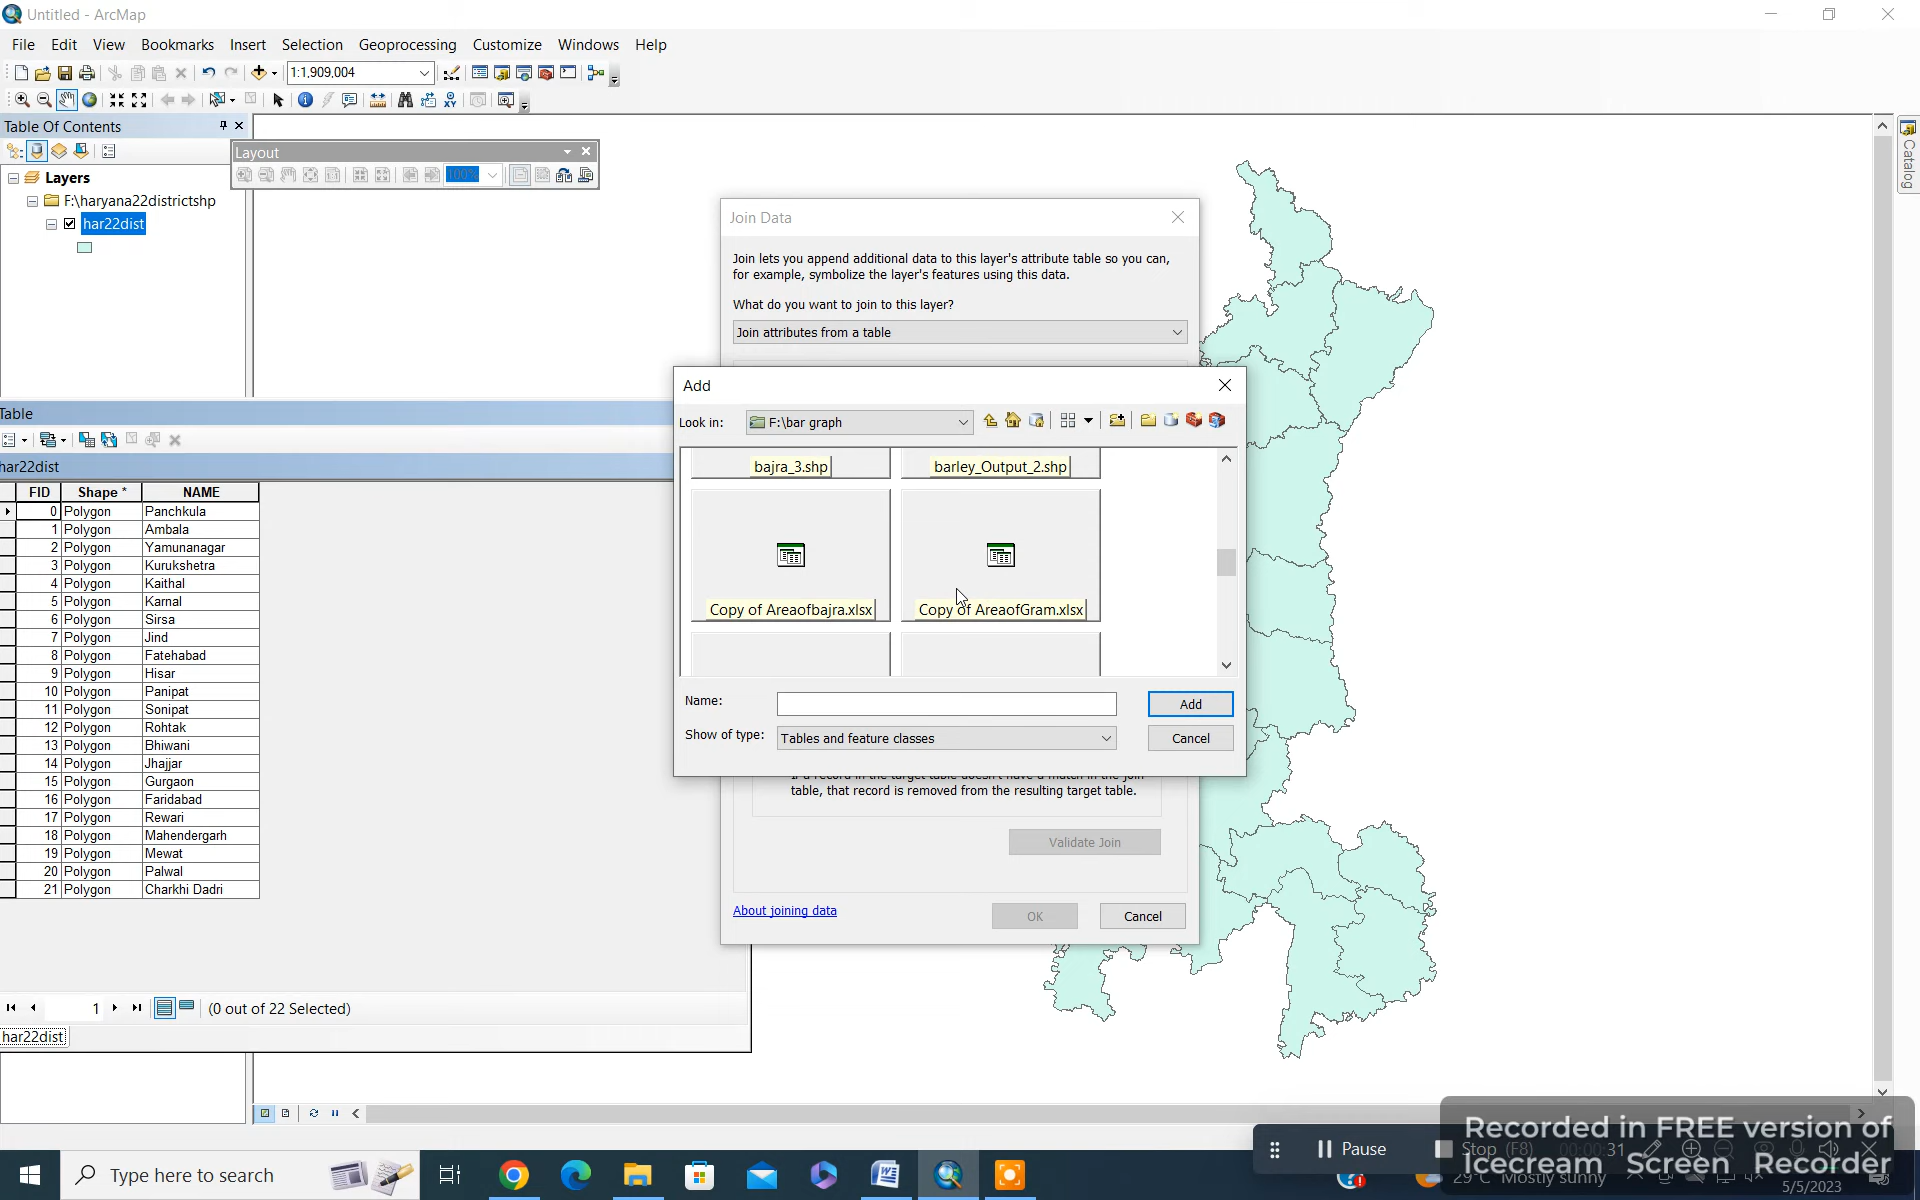 Untitled - ArcMap
File Edit View Bookmarks Insert Selection Geoprocessing Customize Windows Help
1:1,909,004
Table Of Contents
Layout
100%
Layers
F:\haryana22districtshp
har22dist
Catalog
Join Data
Join lets you append additional data to this layer's attribute table so you can,
for example, symbolize the layer's features using this data.
What do you want to join to this layer?
Join attributes from a table
Add
Look in: F:\bar graph
bajra_3.shp barley_Output_2.shp
Copy of Areaofbajra.xlsx Copy of AreaofGram.xlsx
Name: Add
Show of type: Tables and feature classes Cancel
table, that record is removed from the resulting target table.
Validate Join
About joining data OK Cancel
Table
har22dist
FID Shape * NAME
0 Polygon Panchkula
1 Polygon Ambala
2 Polygon Yamunanagar
3 Polygon Kurukshetra
4 Polygon Kaithal
5 Polygon Karnal
6 Polygon Sirsa
7 Polygon Jind
8 Polygon Fatehabad
9 Polygon Hisar
10 Polygon Panipat
11 Polygon Sonipat
12 Polygon Rohtak
13 Polygon Bhiwani
14 Polygon Jhajjar
15 Polygon Gurgaon
16 Polygon Faridabad
17 Polygon Rewari
18 Polygon Mahendergarh
19 Polygon Mewat
20 Polygon Palwal
21 Polygon Charkhi Dadri
1 (0 out of 22 Selected)
har22dist
Pause Stop (F8) 00:00:31
Recorded in FREE version of
Icecream Screen Recorder
Type here to search
29°C Mostly sunny
5/5/2023